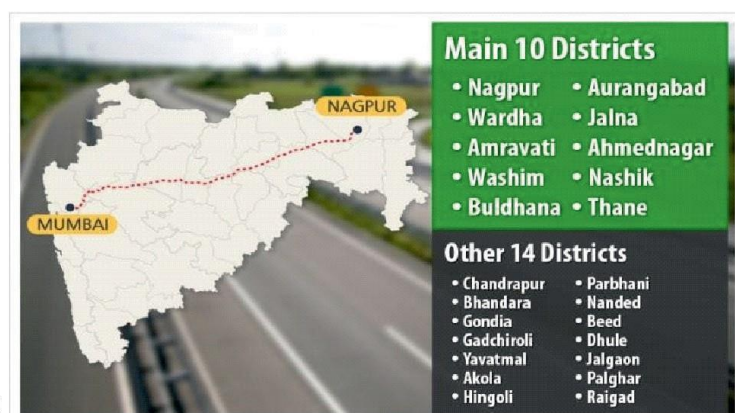 NAGPUR
MUMBAI
Main 10 Districts
• Nagpur
• Wardha
• Amravati
• Washim
• Buldhana
• Aurangabad
• Jalna
• Ahmednagar
• Nashik
• Thane
Other 14 Districts
• Chandrapur
• Bhandara
• Gondia
• Gadchiroli
• Yavatmal
• Akola
• Hingoli
• Parbhani
• Nanded
• Beed
• Dhule
• Jalgaon
• Palghar
• Raigad